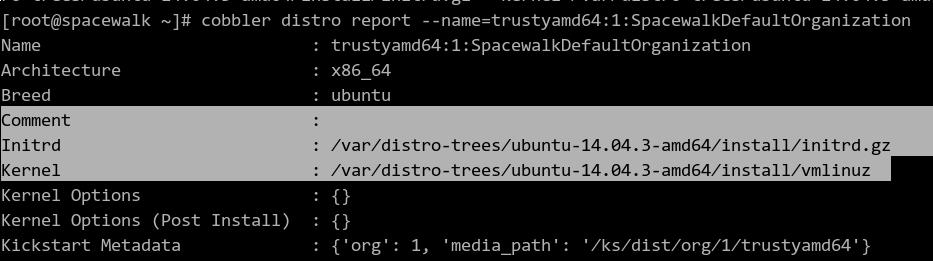 [root@spacewalk ~]# cobbler distro report --name=trustyamd64:1:SpacewalkDefaultOrganization
Name : trustyamd64:1:SpacewalkDefaultOrganization
Architecture : x86_64
Breed : ubuntu
Comment :
Initrd : /var/distro-trees/ubuntu-14.04.3-amd64/install/initrd.gz
Kernel : /var/distro-trees/ubuntu-14.04.3-amd64/install/vmlinuz
Kernel Options : {}
Kernel Options (Post Install) : {}
Kickstart Metadata : {'org': 1, 'media_path': '/ks/dist/org/1/trustyamd64'}